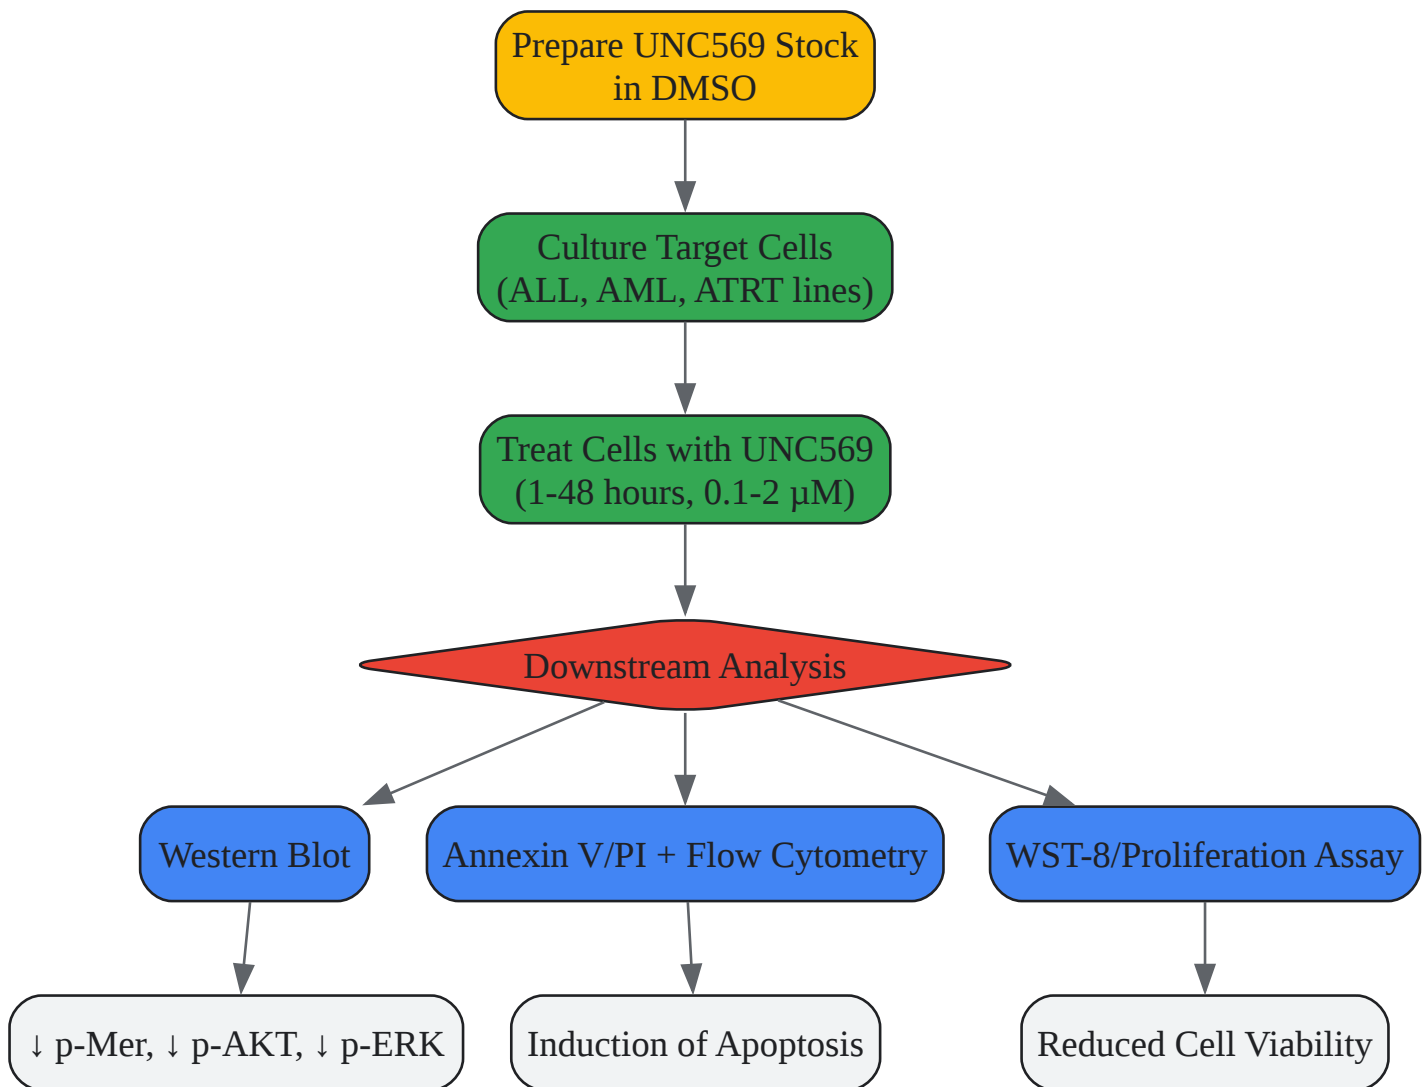 Prepare UNC569 Stock
in DMSO
Culture Target Cells
(ALL, AML, ATRT lines)
Treat Cells with UNC569
(1-48 hours, 0.1-2 µM)
Downstream Analysis
Western Blot
Annexin V/PI + Flow Cytometry
WST-8/Proliferation Assay
↓ p-Mer, ↓ p-AKT, ↓ p-ERK
Induction of Apoptosis
Reduced Cell Viability